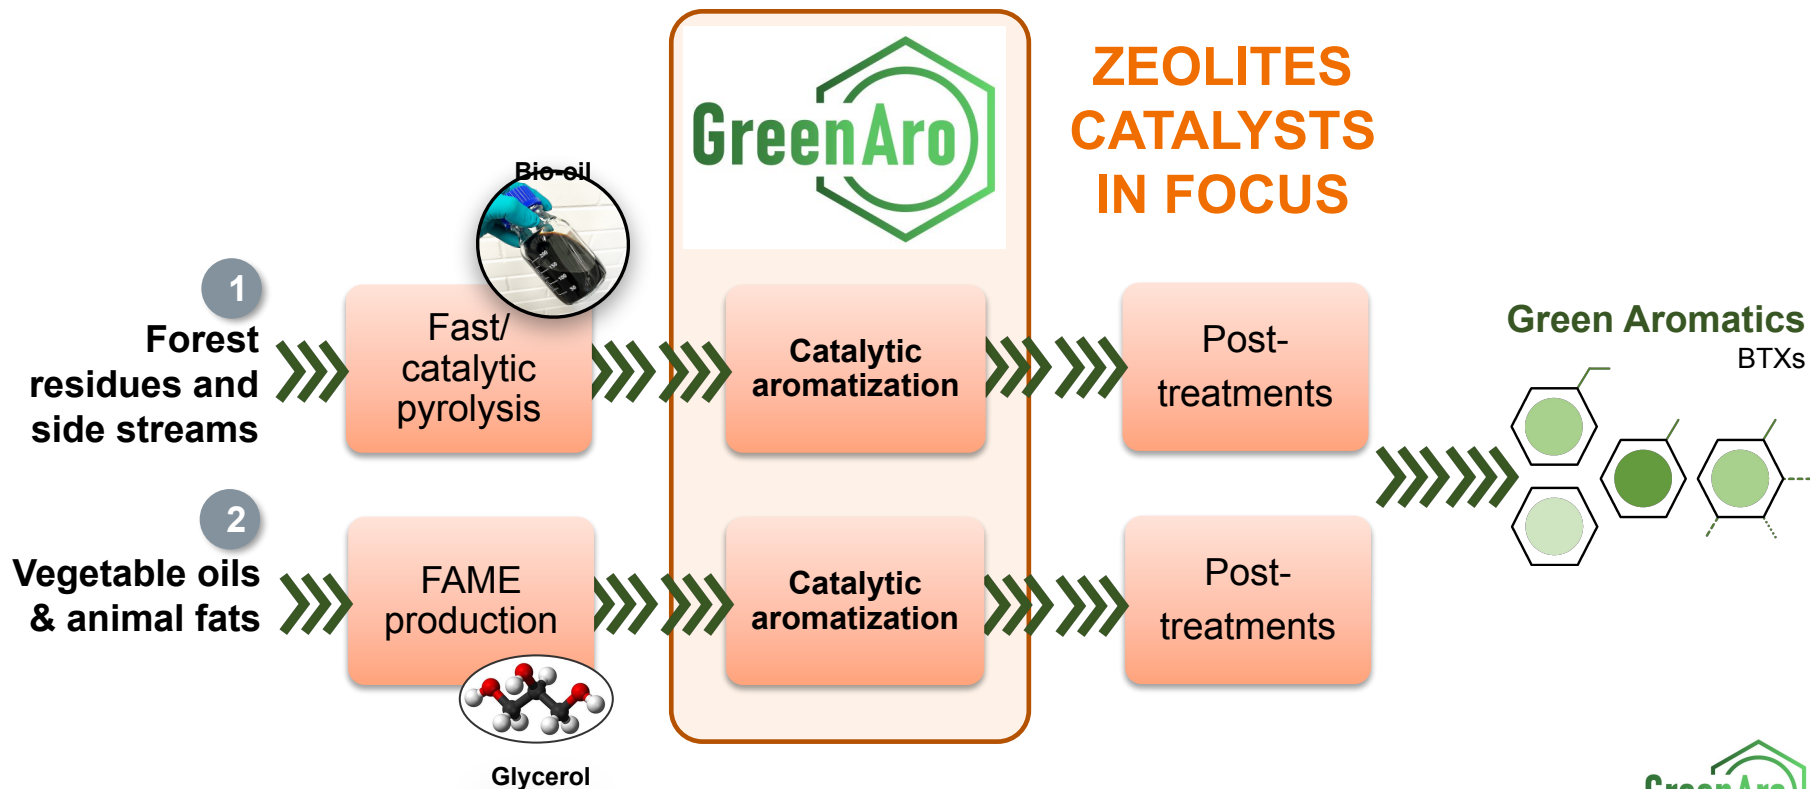 GreenAro
ZEOLITES
CATALYSTS
IN FOCUS
Bio-oil
1
Forest
residues and
side streams
Fast/
catalytic
pyrolysis
Catalytic
aromatization
Post-
treatments
Green Aromatics
BTXs
2
Vegetable oils
& animal fats
FAME
production
Catalytic
aromatization
Post-
treatments
Glycerol
GreenAro